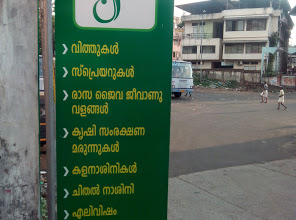 > വിത്തുകൾ
> സ്പ്രെയറുകൾ
> രാസ ജൈവ ജീവാണു
വളങ്ങൾ
> കൃഷി സംരക്ഷണ
മരുന്നുകൾ
> കളനാശിനികൾ
> ചിതൽ നാശിനി
> എലിവിഷം